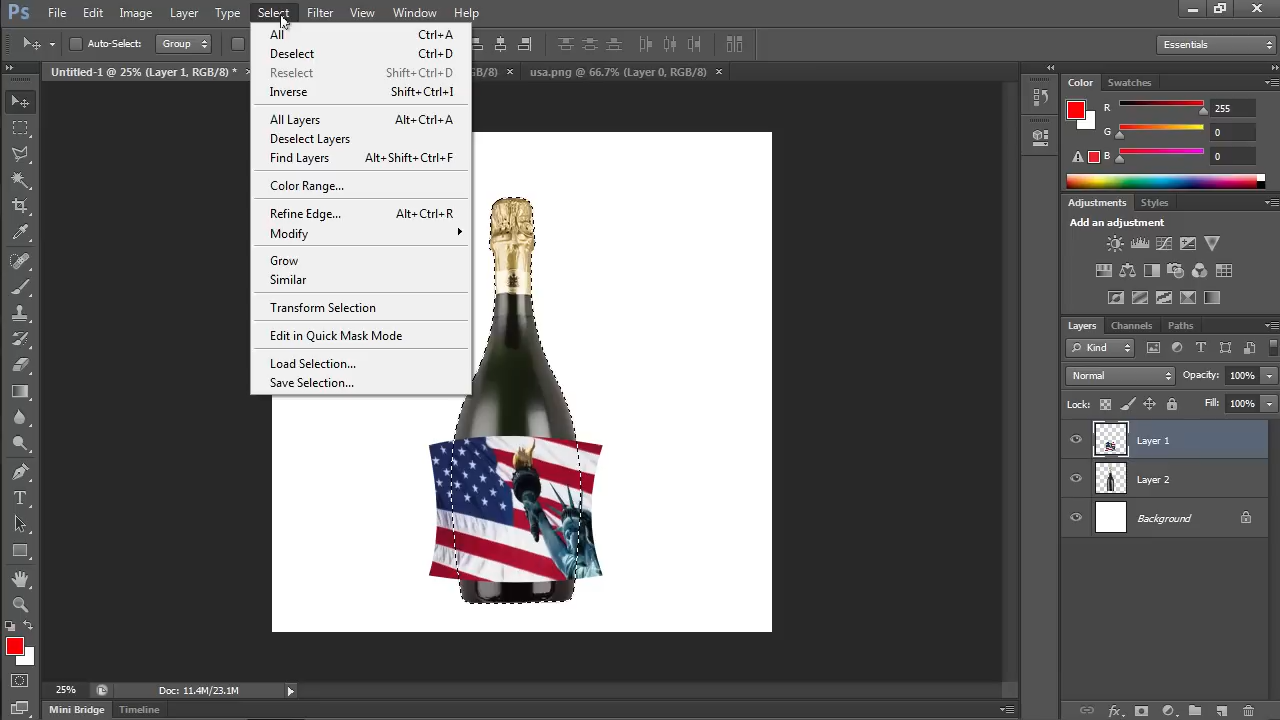 Ps File Edit Image Layer Type Select Filter View Window Help
Auto-Select: Group Essentials
Untitled-1 @ 25% (Layer 1, RGB/8) * × GB/8) × usa.png @ 66.7% (Layer 0, RGB/8) ×
All Ctrl+A
Deselect Ctrl+D
Reselect Shift+Ctrl+D
Inverse Shift+Ctrl+I
All Layers Alt+Ctrl+A
Deselect Layers
Find Layers Alt+Shift+Ctrl+F
Color Range...
Refine Edge... Alt+Ctrl+R
Modify
Grow
Similar
Transform Selection
Edit in Quick Mask Mode
Load Selection...
Save Selection...
Color Swatches
R 255
G 0
B 0
Adjustments Styles
Add an adjustment
Layers Channels Paths
Kind
Normal Opacity: 100%
Lock: Fill: 100%
Layer 1
Layer 2
Background
25% Doc: 11.4M/23.1M
Mini Bridge Timeline